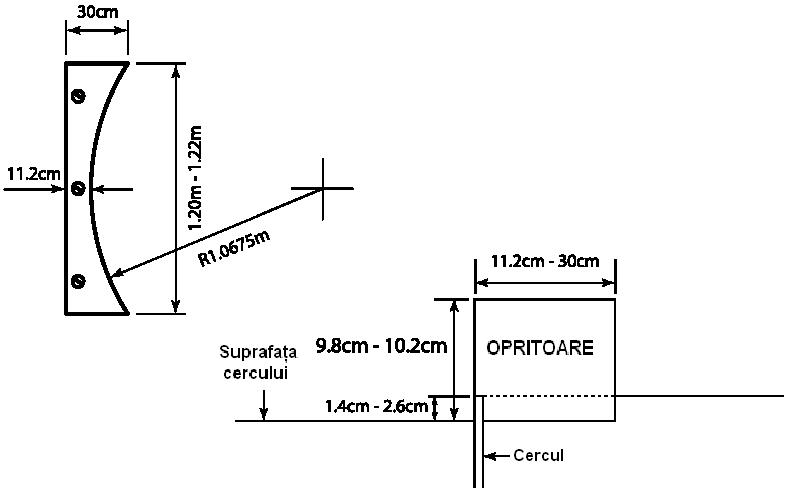 30cm
11.2cm
1.20m - 1.22m
R1.0675m
11.2cm - 30cm
9.8cm - 10.2cm
OPRITOARE
Suprafața
cercului
1.4cm - 2.6cm
Cercul